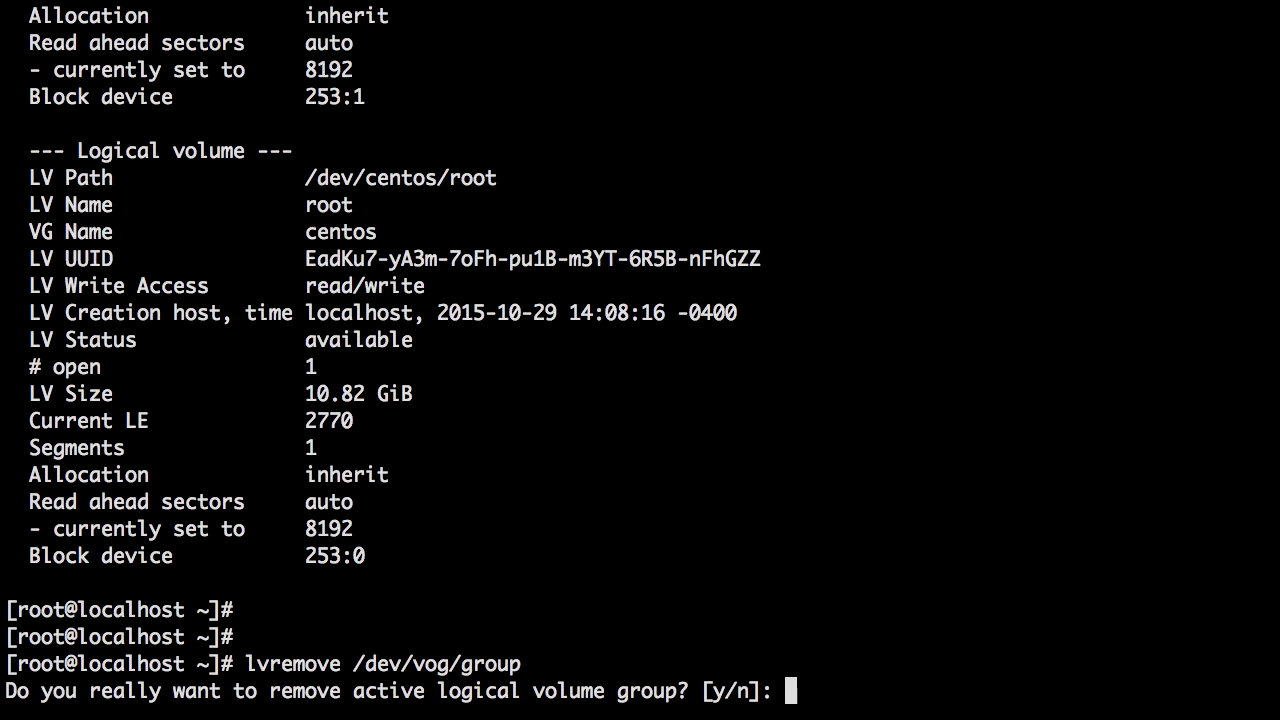 Allocation inherit
Read ahead sectors auto
- currently set to 8192
Block device 253:1
--- Logical volume ---
LV Path /dev/centos/root
LV Name root
VG Name centos
LV UUID EadKu7-yA3m-7oFh-pu1B-m3YT-6R5B-nFhGZZ
LV Write Access read/write
LV Creation host, time localhost, 2015-10-29 14:08:16 -0400
LV Status available
# open 1
LV Size 10.82 GiB
Current LE 2770
Segments 1
Allocation inherit
Read ahead sectors auto
- currently set to 8192
Block device 253:0
[root@localhost ~]#
[root@localhost ~]#
[root@localhost ~]# lvremove /dev/vog/group
Do you really want to remove active logical volume group? [y/n]: